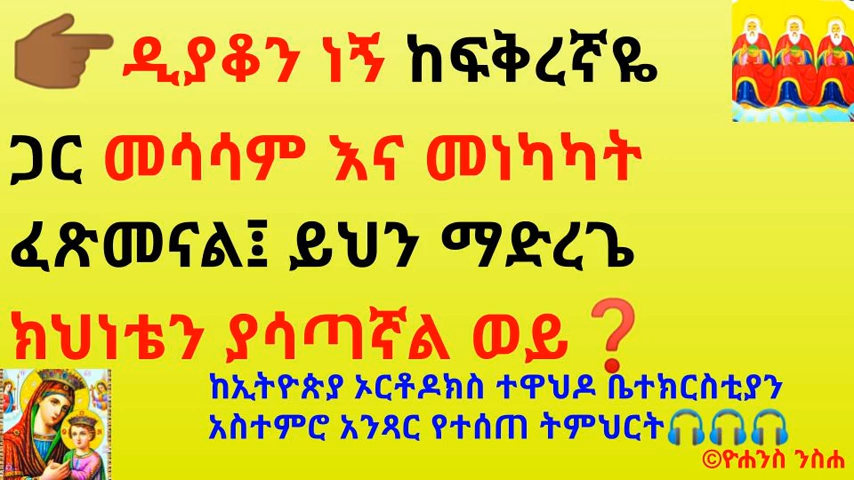 ዲያቆን ነኝ ከፍቅረኛዬ
ጋር መሳሳም እና መነካካት
ፈጽመናል፤ ይህን ማድረጌ
ክህነቴን ያሳጣኛል ወይ❓
ከኢትዮጵያ ኦርቶዶክስ ተዋህዶ ቤተክርስቲያን
አስተምሮ አንጻር የተሰጠ ትምህርት
©ዮሐንስ ንስሐ